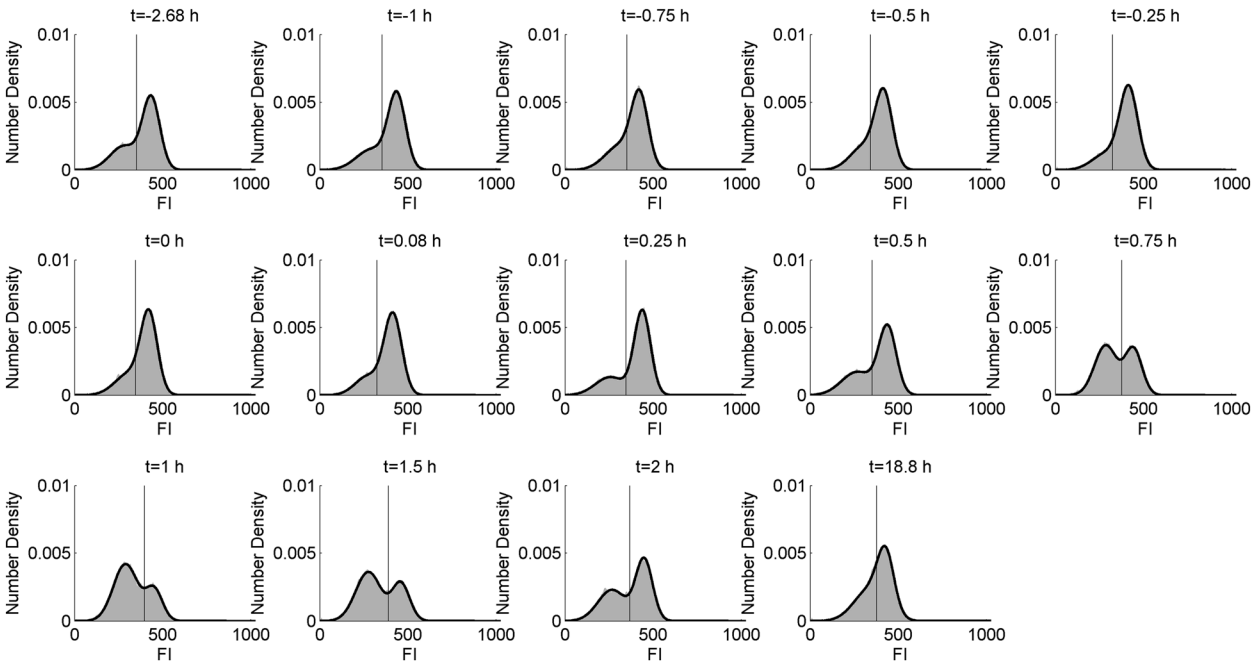 t=-2.68 h t=-1 h t=-0.75 h t=-0.5 h t=-0.25 h
0.01 0.01 0.01 0.01 0.01
Number Density Number Density Number Density Number Density Number Density
0.005 0.005 0.005 0.005 0.005
0 0 0 0 0
0 500 1000 0 500 1000 0 500 1000 0 500 1000 0 500 1000
FI FI FI FI FI
t=0 h t=0.08 h t=0.25 h t=0.5 h t=0.75 h
0.01 0.01 0.01 0.01 0.01
Number Density Number Density Number Density Number Density Number Density
0.005 0.005 0.005 0.005 0.005
0 0 0 0 0
0 500 1000 0 500 1000 0 500 1000 0 500 1000 0 500 1000
FI FI FI FI FI
t=1 h t=1.5 h t=2 h t=18.8 h
0.01 0.01 0.01 0.01
Number Density Number Density Number Density Number Density
0.005 0.005 0.005 0.005
0 0 0 0
0 500 1000 0 500 1000 0 500 1000 0 500 1000
FI FI FI FI